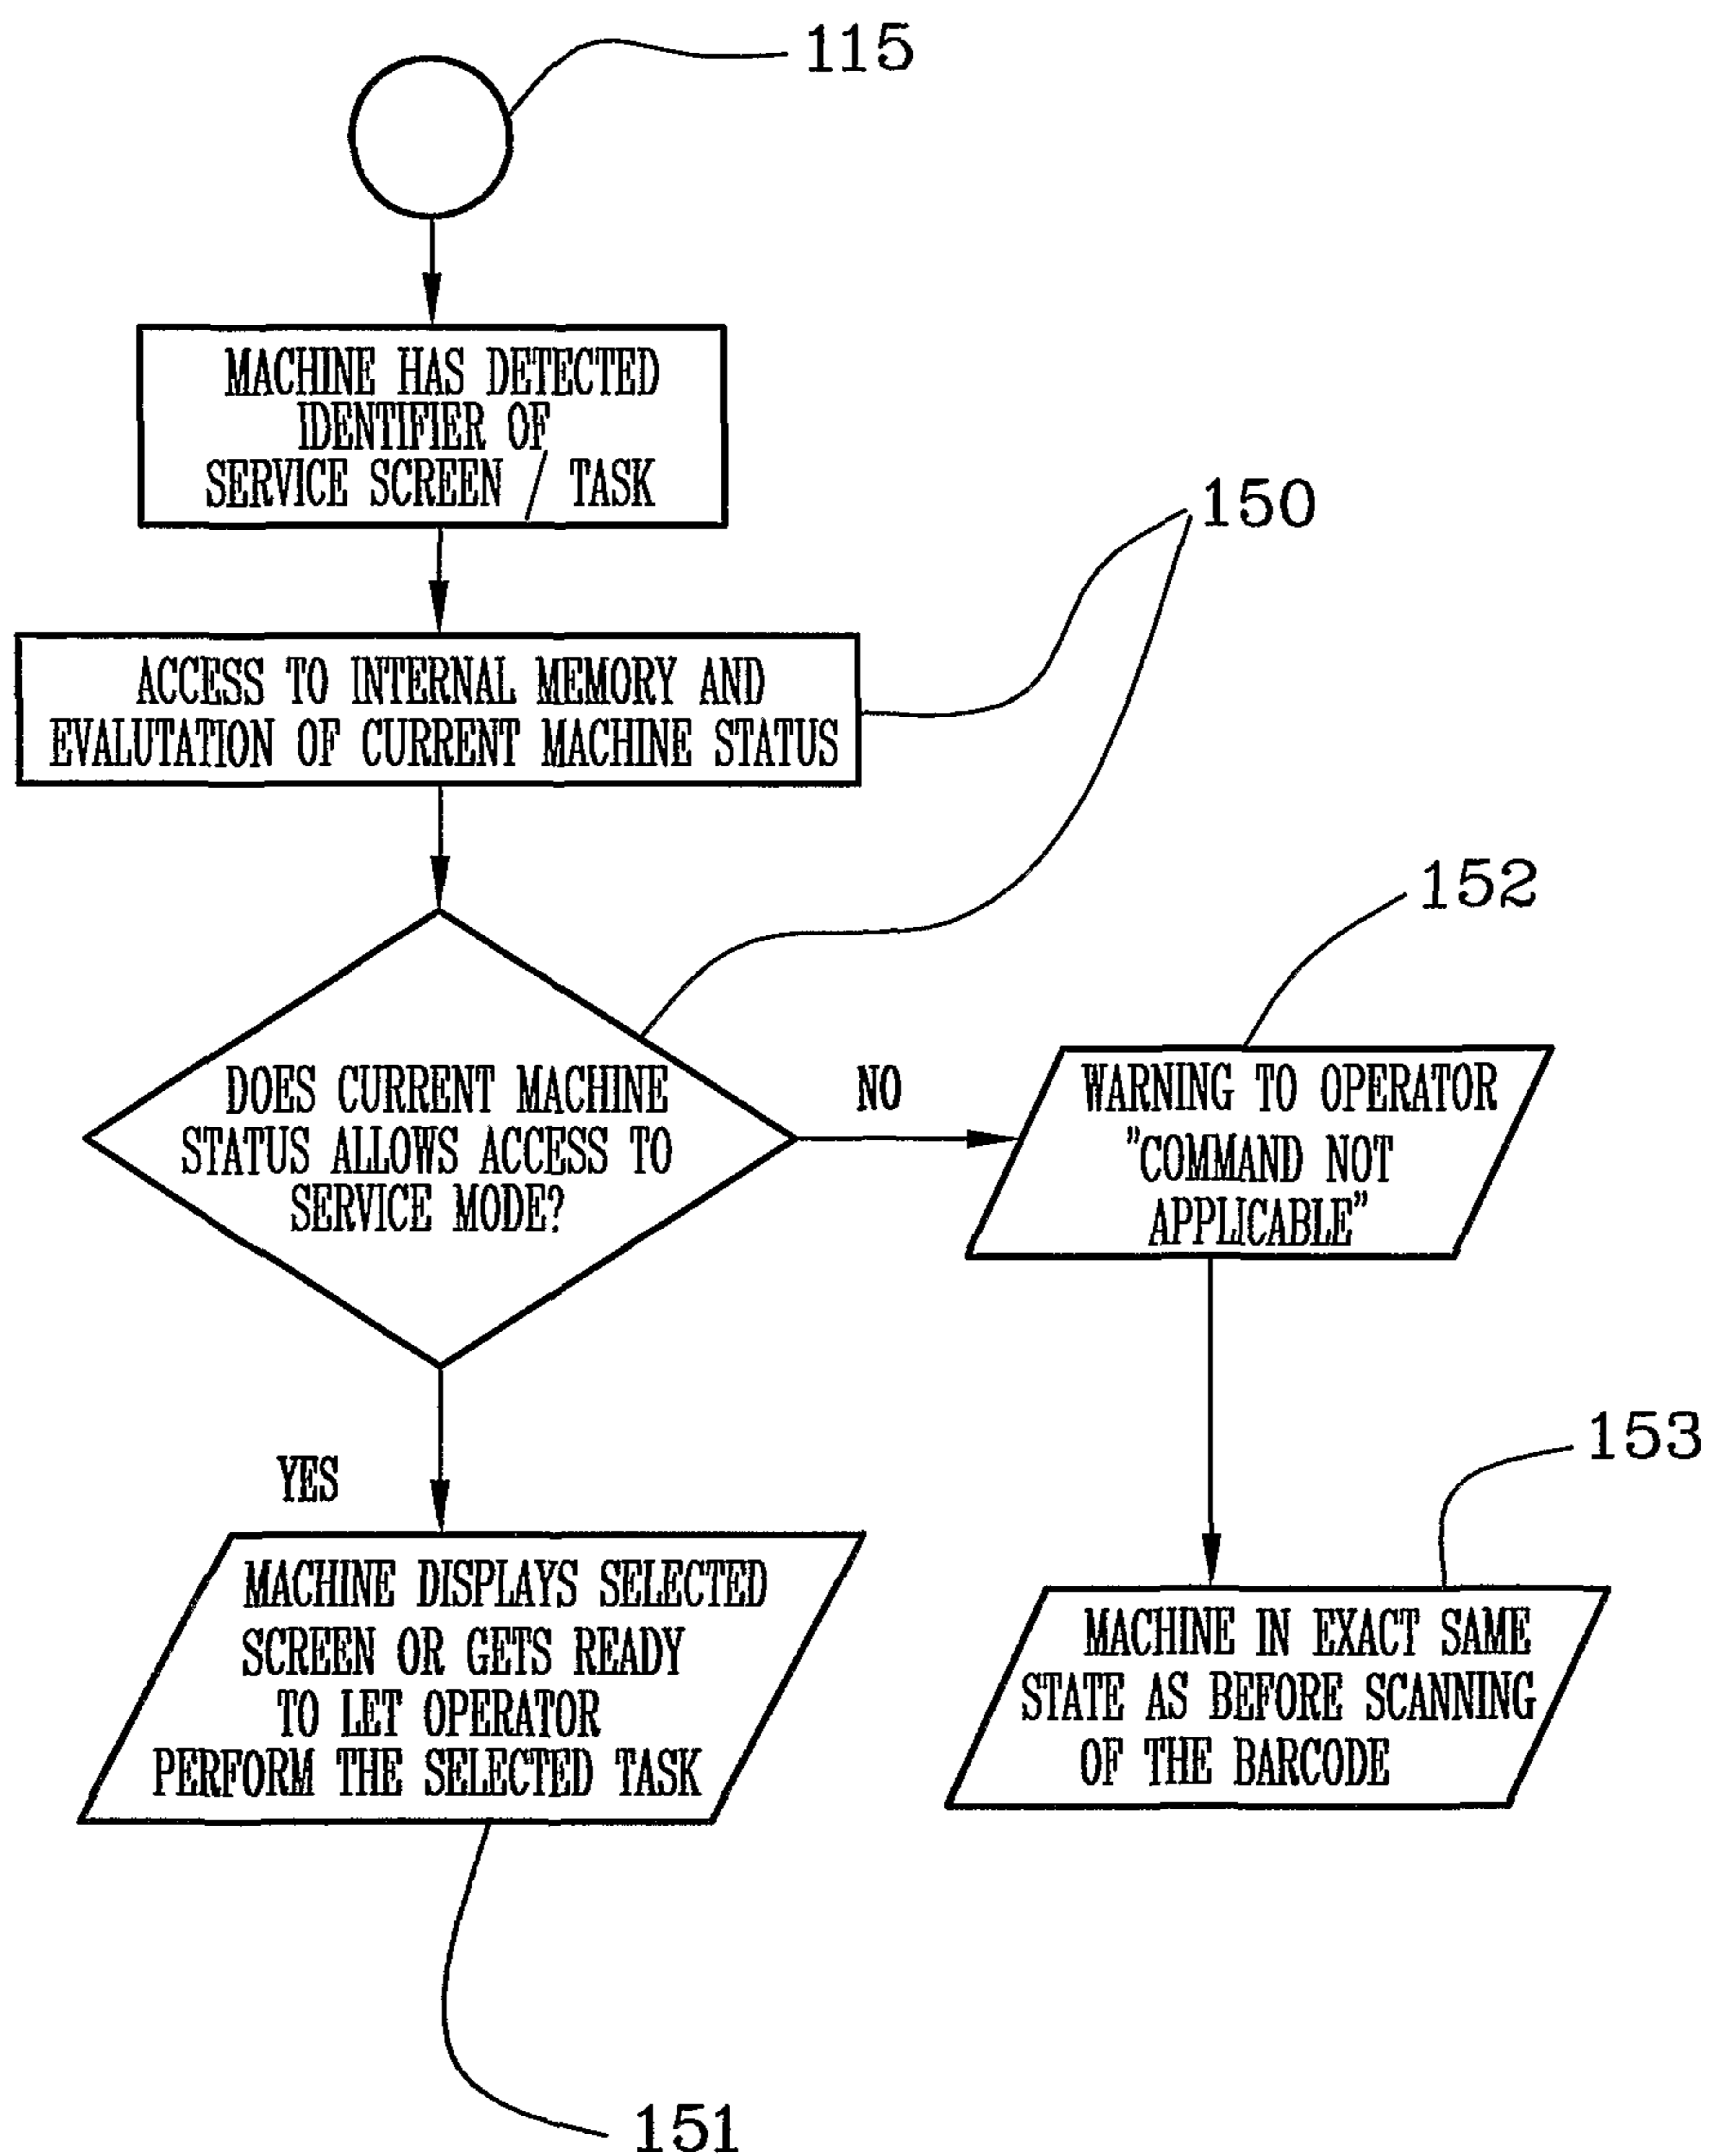 115
MACHINE HAS DETECTED
IDENTIFIER OF
SERVICE SCREEN / TASK
150
ACCESS TO INTERNAL MEMORY AND
EVALUTATION OF CURRENT MACHINE STATUS
152
DOES CURRENT MACHINE
STATUS ALLOWS ACCESS TO
SERVICE MODE?
NO
WARNING TO OPERATOR
"COMMAND NOT
APPLICABLE"
153
YES
MACHINE DISPLAYS SELECTED
SCREEN OR GETS READY
TO LET OPERATOR
PERFORM THE SELECTED TASK
MACHINE IN EXACT SAME
STATE AS BEFORE SCANNING
OF THE BARCODE
151